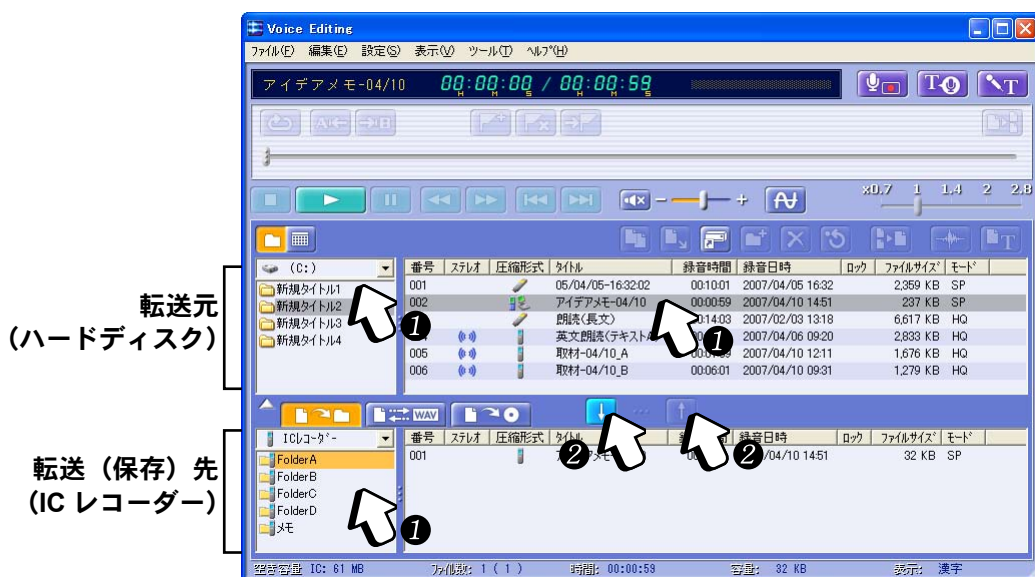 Voice Editing
ファイル(F) 編集(E) 設定(S) 表示(V) ツール(T) ヘルプ(H)
アイデアメモ-04/10 00:00:00 / 00:00:59
H M S H M S
T T
A B
×0.7 1 1.4 2 2.8
- +
T
転送元
(ハードディスク)
(C:)
新規タイトル1
新規タイトル2
新規タイトル3
新規タイトル4
❶
番号 ステレオ 圧縮形式 タイトル 録音時間 録音日時 ロック ファイルサイズ モード
001 05/04/05-16:32:02 00:10:01 2007/04/05 16:32 2,359 KB SP
002 アイデアメモ-04/10 00:00:59 2007/04/10 14:51 237 KB SP
朗読(長文) 2007/02/03 13:18 6,617 KB HQ
英文朗読(テキスト 2007/04/06 09:20 2,833 KB HQ
005 取材-04/10_A 2007/04/10 12:11 1,676 KB HQ
006 取材-04/10_B 00:06:01 2007/04/10 09:31 1,279 KB HQ
❶
WAV
❷ ❷
転送(保存)先
(IC レコーダー)
ICレコーダー
FolderA
FolderB
FolderC
FolderD
メモ
❶
番号 ステレオ 圧縮形式 タイトル 録音日時 ロック ファイルサイズ モード
001 04/10 14:51 32 KB SP
空き容量 IC: 61 MB ファイル数: 1 ( 1 ) 時間: 00:00:59 容量: 32 KB 表示: 漢字